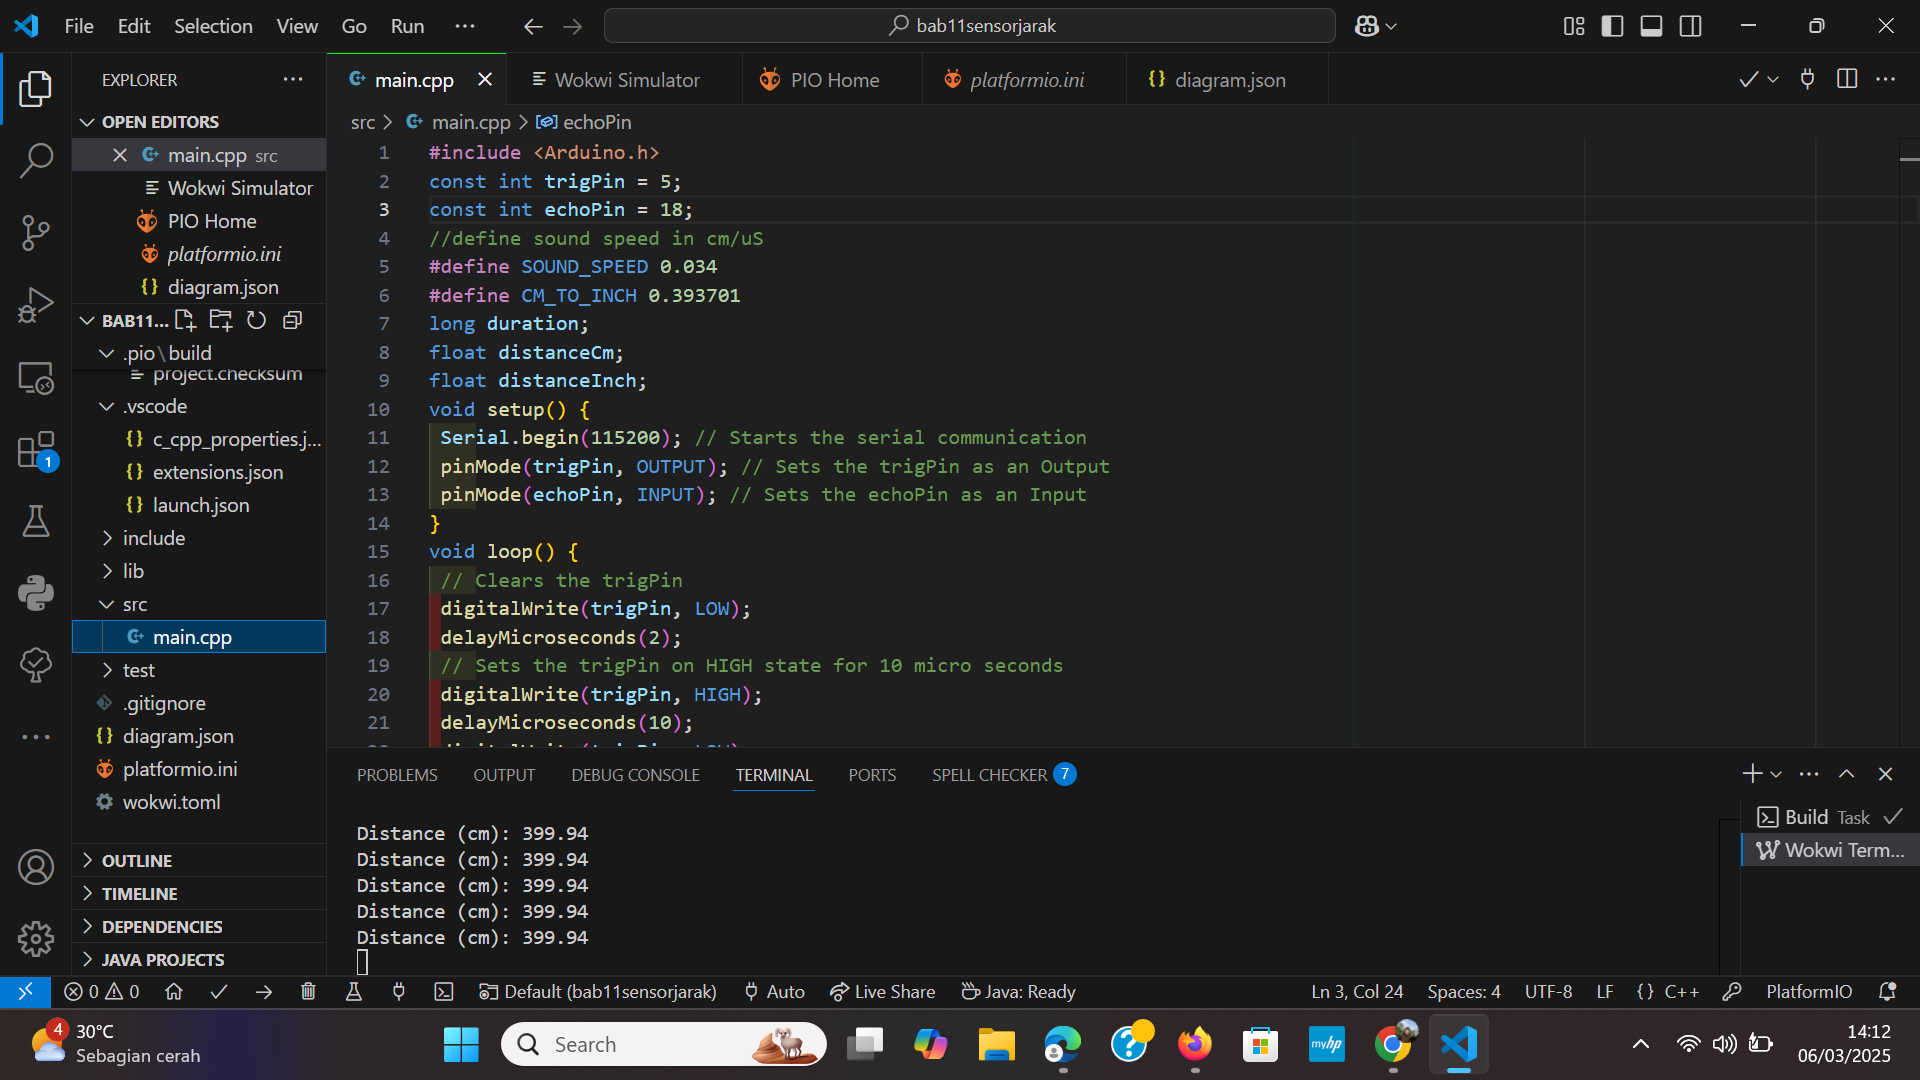 File Edit Selection View Go Run ...
bab11sensorjarak
EXPLORER
OPEN EDITORS
main.cpp src
Wokwi Simulator
PIO Home
platformio.ini
diagram.json
BAB11...
.pio\build
project.checksum
.vscode
c_cpp_properties.j...
extensions.json
launch.json
include
lib
src
main.cpp
test
.gitignore
diagram.json
platformio.ini
wokwi.toml
OUTLINE
TIMELINE
DEPENDENCIES
JAVA PROJECTS
1
main.cpp
Wokwi Simulator
PIO Home
platformio.ini
diagram.json
src > main.cpp > echoPin
1 #include <Arduino.h>
2 const int trigPin = 5;
3 const int echoPin = 18;
4 //define sound speed in cm/uS
5 #define SOUND_SPEED 0.034
6 #define CM_TO_INCH 0.393701
7 long duration;
8 float distanceCm;
9 float distanceInch;
10 void setup() {
11 Serial.begin(115200); // Starts the serial communication
12 pinMode(trigPin, OUTPUT); // Sets the trigPin as an Output
13 pinMode(echoPin, INPUT); // Sets the echoPin as an Input
14 }
15 void loop() {
16 // Clears the trigPin
17 digitalWrite(trigPin, LOW);
18 delayMicroseconds(2);
19 // Sets the trigPin on HIGH state for 10 micro seconds
20 digitalWrite(trigPin, HIGH);
21 delayMicroseconds(10);
PROBLEMS OUTPUT DEBUG CONSOLE TERMINAL PORTS SPELL CHECKER 7
Distance (cm): 399.94
Distance (cm): 399.94
Distance (cm): 399.94
Distance (cm): 399.94
Distance (cm): 399.94
Build Task
Wokwi Term...
0 0 Default (bab11sensorjarak) Auto Live Share Java: Ready Ln 3, Col 24 Spaces: 4 UTF-8 LF {} C++ PlatformIO
4
30°C
Sebagian cerah
Search
myhp
14:12
06/03/2025